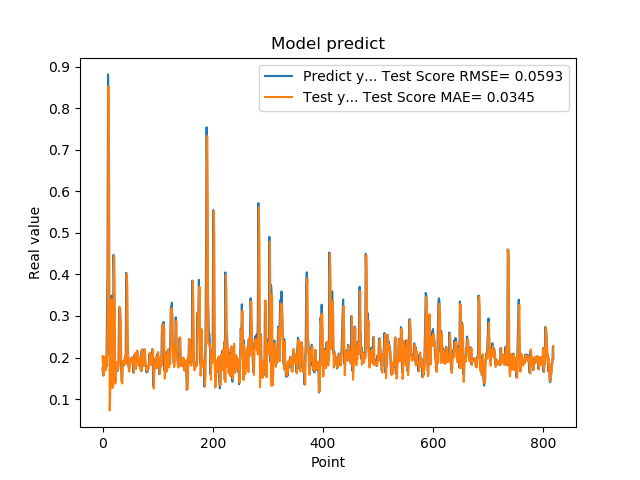 Model predict
Predict y... Test Score RMSE= 0.0593
Test y... Test Score MAE= 0.0345
Real value
0.9
0.8
0.7
0.6
0.5
0.4
0.3
0.2
0.1
0 200 400 600 800
Point